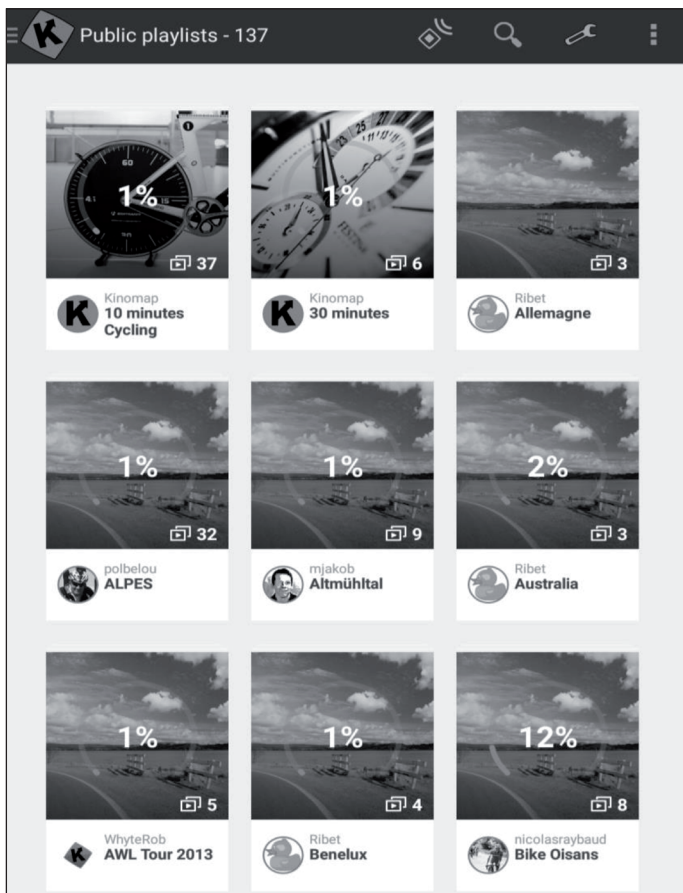 Public playlists - 137
1%
37
Kinomap
10 minutes
Cycling
1%
6
Kinomap
30 minutes
3
Ribet
Allemagne
1%
32
polbelou
ALPES
1%
9
mjakob
Altmühltal
2%
3
Ribet
Australia
1%
5
WhyteRob
AWL Tour 2013
1%
4
Ribet
Benelux
12%
8
nicolasraybaud
Bike Oisans